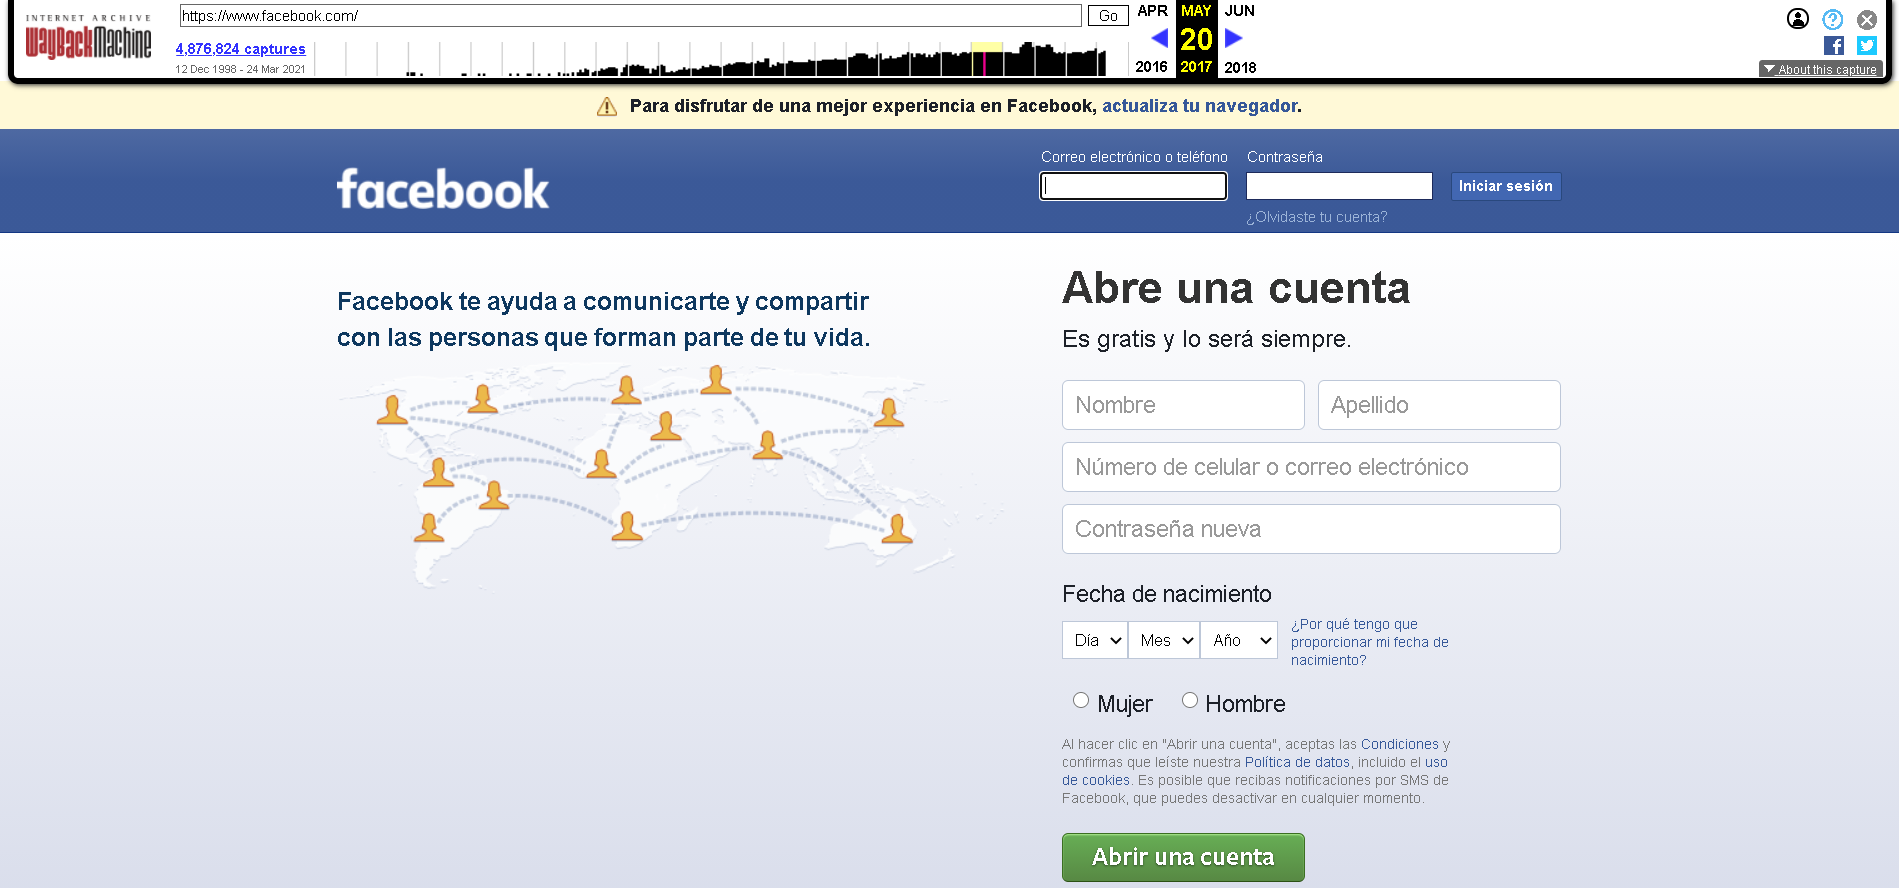 INTERNET ARCHIVE
WayBackMachine
https://www.facebook.com/
Go
4,876,824 captures
12 Dec 1998 - 24 Mar 2021
APR MAY JUN
20
2016 2017 2018
About this capture
Para disfrutar de una mejor experiencia en Facebook, actualiza tu navegador.
facebook
Correo electrónico o teléfono
Contraseña
Iniciar sesión
¿Olvidaste tu cuenta?
Facebook te ayuda a comunicarte y compartir
con las personas que forman parte de tu vida.
Abre una cuenta
Es gratis y lo será siempre.
Nombre
Apellido
Número de celular o correo electrónico
Contraseña nueva
Fecha de nacimiento
Día Mes Año
¿Por qué tengo que
proporcionar mi fecha de
nacimiento?
Mujer Hombre
Al hacer clic en "Abrir una cuenta", aceptas las Condiciones y
confirmas que leíste nuestra Política de datos, incluido el uso
de cookies. Es posible que recibas notificaciones por SMS de
Facebook, que puedes desactivar en cualquier momento.
Abrir una cuenta